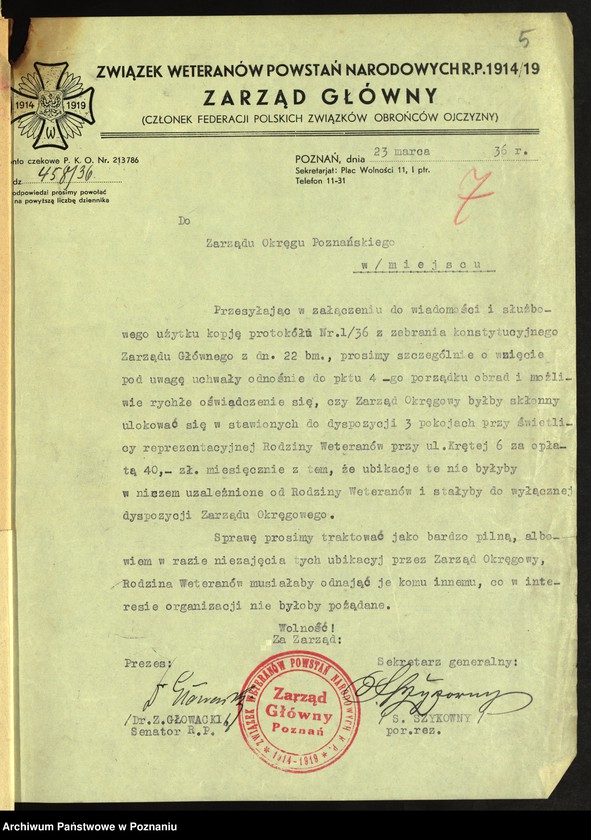 5
ZWIĄZEK WETERANÓW POWSTAŃ NARODOWYCH R.P. 1914/19
ZARZĄD GŁÓWNY
(CZŁONEK FEDERACJI POLSKICH ZWIĄZKÓW OBROŃCÓW OJCZYZNY)
1914 1919
W
nto czekowe P. K. O. Nr. 213786
dz. 458/36
odpowiedzi prosimy powołać
na powyższą liczbę dziennika
POZNAŃ, dnia 23 marca 36 r.
Sekretarjat: Plac Wolności 11, I ptr.
Telefon 11-31
7
Do
Zarządu Okręgu Poznańskiego
w/miejscu
Przesyłając w załączeniu do wiadomości i służbo-
wego użytku kopję protokółu Nr.1/36 z zebrania konstytucyjnego
Zarządu Głównego z dn. 22 bm., prosimy szczególnie o wzięcie
pod uwagę uchwały odnośnie do pktu 4 -go porządku obrad i możli-
wie rychłe oświadczenie się, czy Zarząd Okręgowy byłby skłonny
ulokować się w stawionych do dyspozycji 3 pokojach przy świetli-
cy reprezentacyjnej Rodziny Weteranów przy ul.Krętej 6 za opła-
tą 40,- zł. miesięcznie z tem, że ubikacje te nie byłyby
w niczem uzależnione od Rodziny Weteranów i stałyby do wyłącznej
dyspozycji Zarządu Okręgowego.
Sprawę prosimy traktować jako bardzo pilną, albo-
wiem w razie niezajęcia tych ubikacyj przez Zarząd Okręgowy,
Rodzina Weteranów musiałaby odnająć je komu innemu, co w inte-
resie organizacji nie byłoby pożądane.
Wolność!
Za Zarząd:
Prezes:
Sekretarz generalny:
Dr Głowacki
S. Szykowny
/Dr.Z.GŁOWACKI/
Senator R.P.
S. SZYKOWNY
por.rez.
ZWIĄZEK WETERANÓW POWSTAŃ NARODOWYCH R.P.
1914-1919
Zarząd
Główny
Poznań
Archiwum Państwowe w Poznaniu